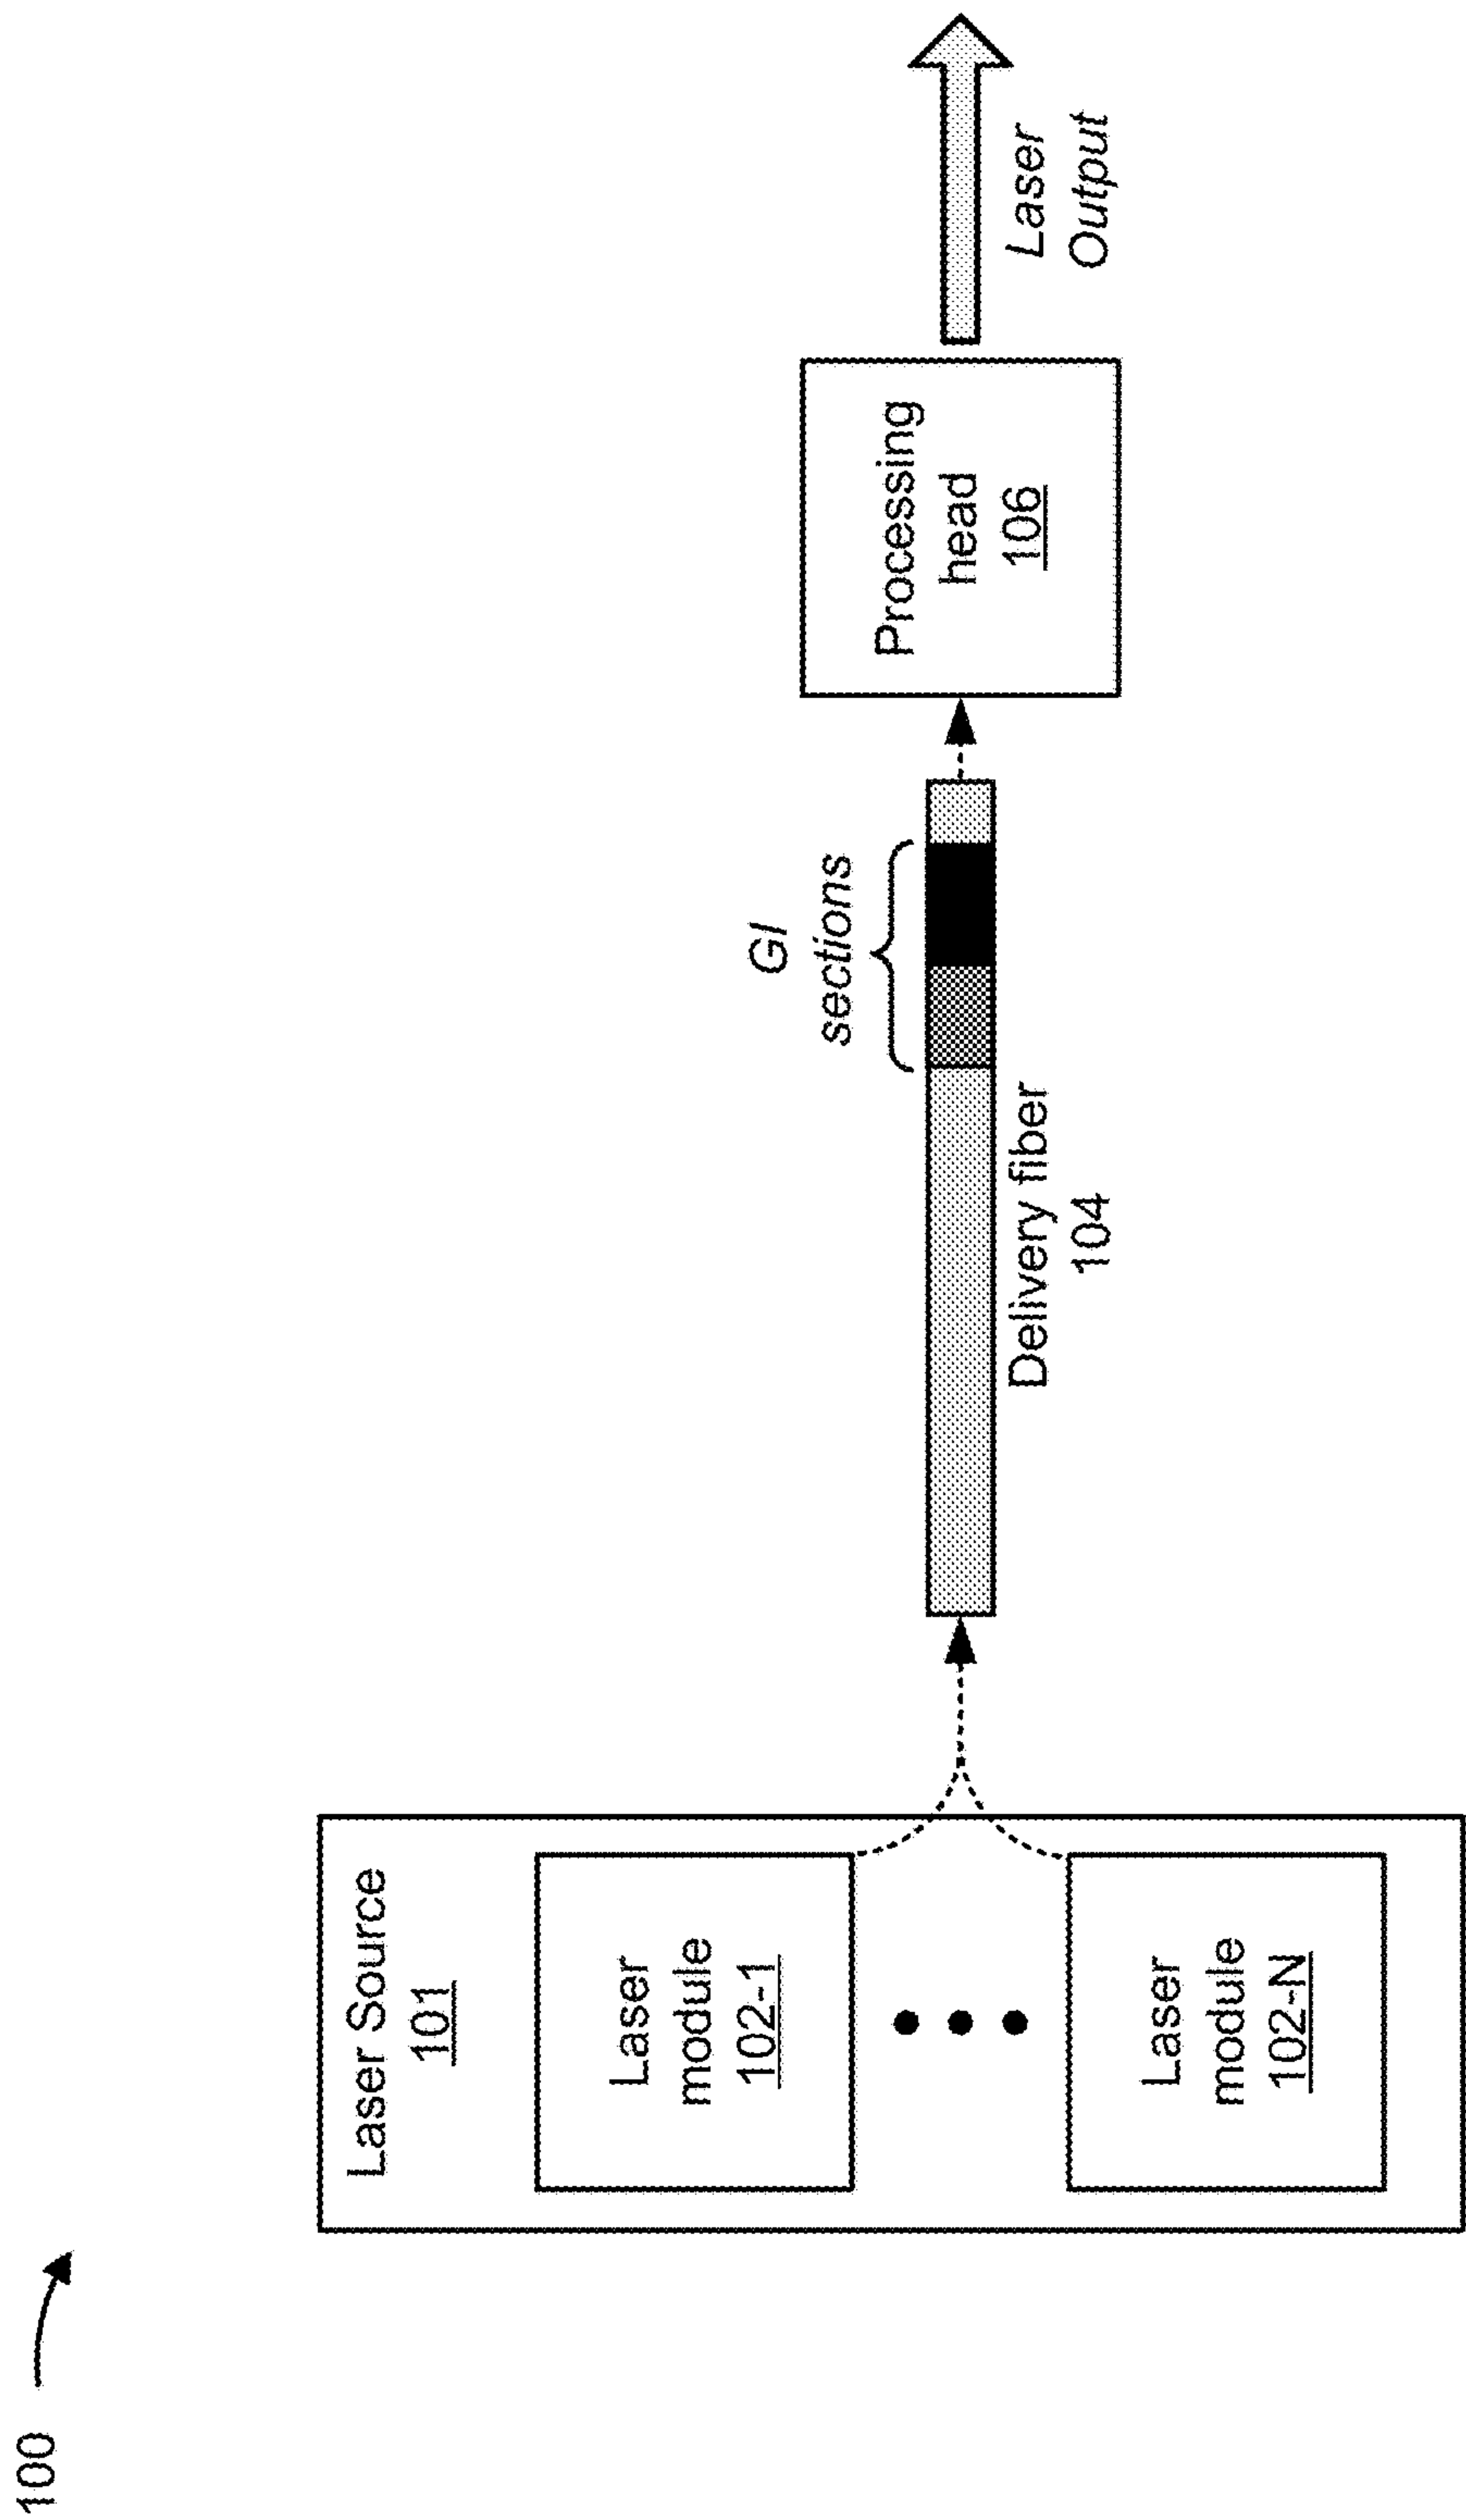 100
Laser Source
101
Laser
module
102-1
Laser
module
102-N
GI
sections
Delivery fiber
104
Processing
head
106
Laser
Output